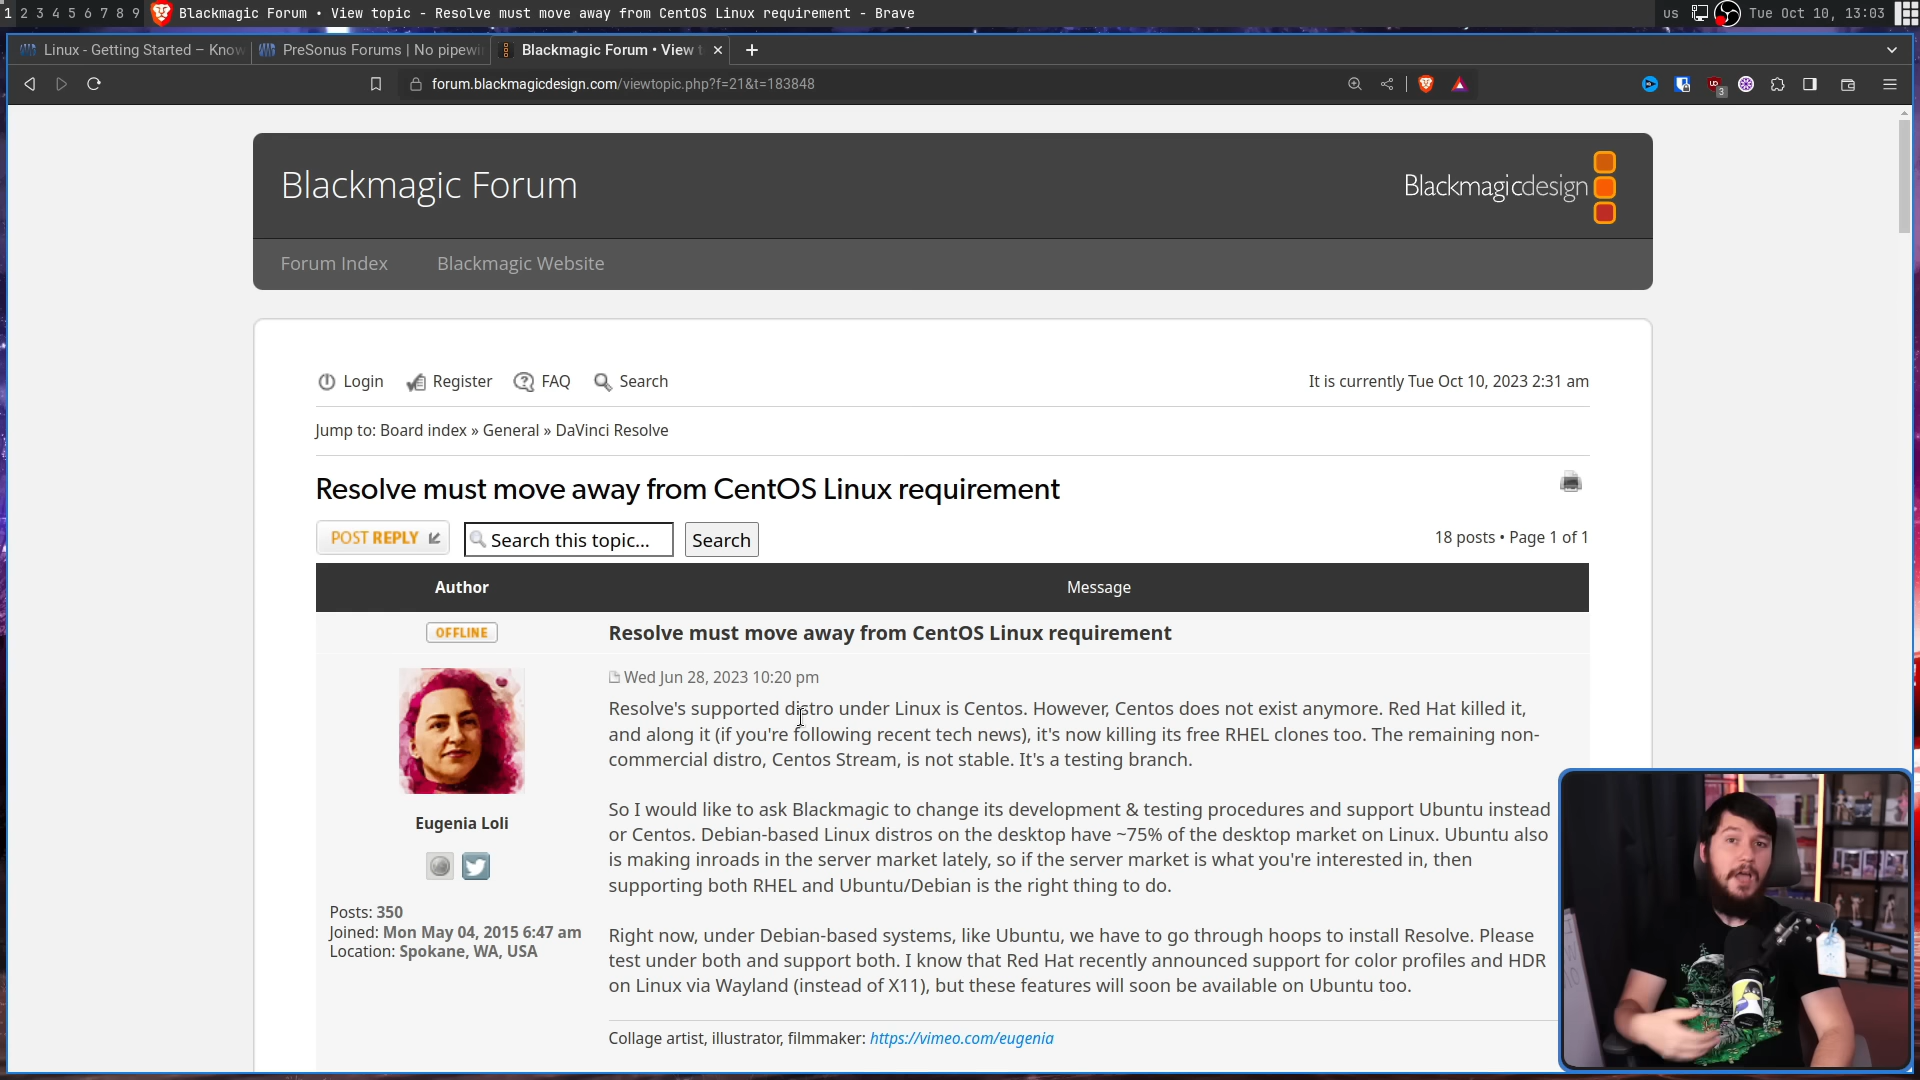 1 2 3 4 5 6 7 8 9 Blackmagic Forum • View topic - Resolve must move away from CentOS Linux requirement - Brave us Tue Oct 10, 13:03
Linux - Getting Started – Know PreSonus Forums | No pipewir Blackmagic Forum • View t
forum.blackmagicdesign.com/viewtopic.php?f=21&t=183848 3
Blackmagic Forum
Blackmagicdesign
Forum Index Blackmagic Website
Login Register FAQ Search It is currently Tue Oct 10, 2023 2:31 am
Jump to: Board index » General » DaVinci Resolve
Resolve must move away from CentOS Linux requirement
POST REPLY Search this topic... Search 18 posts • Page 1 of 1
Author Message
OFFLINE Resolve must move away from CentOS Linux requirement
Wed Jun 28, 2023 10:20 pm
Resolve's supported distro under Linux is Centos. However, Centos does not exist anymore. Red Hat killed it,
and along it (if you're following recent tech news), it's now killing its free RHEL clones too. The remaining non-
commercial distro, Centos Stream, is not stable. It's a testing branch.
So I would like to ask Blackmagic to change its development & testing procedures and support Ubuntu instead
or Centos. Debian-based Linux distros on the desktop have ~75% of the desktop market on Linux. Ubuntu also
is making inroads in the server market lately, so if the server market is what you're interested in, then
supporting both RHEL and Ubuntu/Debian is the right thing to do.
Right now, under Debian-based systems, like Ubuntu, we have to go through hoops to install Resolve. Please
test under both and support both. I know that Red Hat recently announced support for color profiles and HDR
on Linux via Wayland (instead of X11), but these features will soon be available on Ubuntu too.
Collage artist, illustrator, filmmaker: https://vimeo.com/eugenia
Eugenia Loli
Posts: 350
Joined: Mon May 04, 2015 6:47 am
Location: Spokane, WA, USA